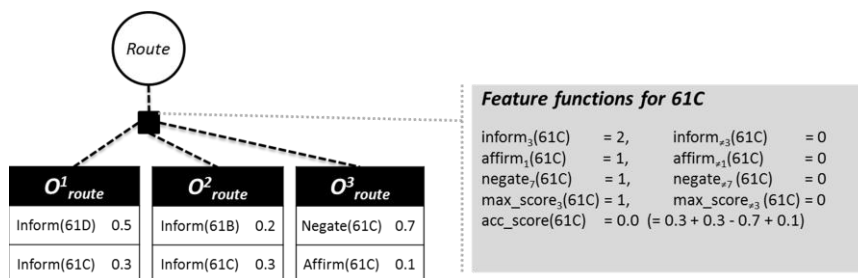 Route
O¹route O²route O³route
Inform(61D) 0.5 Inform(61B) 0.2 Negate(61C) 0.7
Inform(61C) 0.3 Inform(61C) 0.3 Affirm(61C) 0.1
Feature functions for 61C
inform₃(61C) = 2, inform≠₃(61C) = 0
affirm₁(61C) = 1, affirm≠₁(61C) = 0
negate₇(61C) = 1, negate≠₇ (61C) = 0
max_score₃(61C) = 1, max_score≠₃ (61C) = 0
acc_score(61C) = 0.0 (= 0.3 + 0.3 - 0.7 + 0.1)